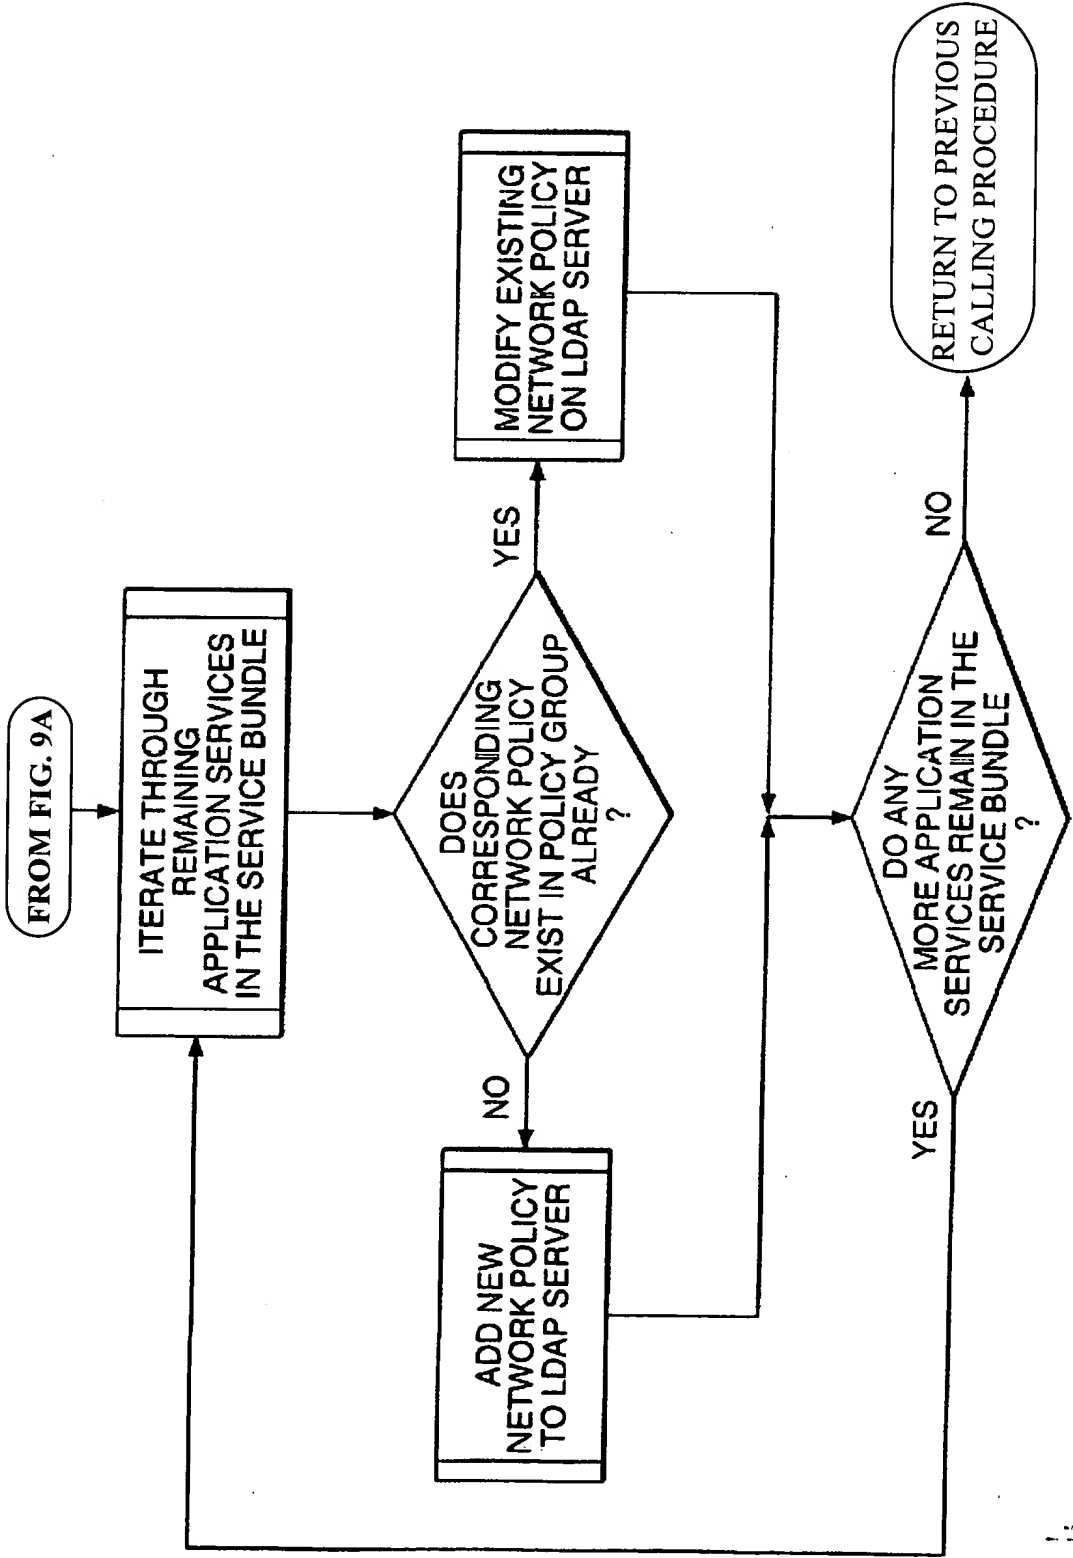 FROM FIG. 9A
ITERATE THROUGH
REMAINING
APPLICATION SERVICES
IN THE SERVICE BUNDLE
DOES
CORRESPONDING
NETWORK POLICY
EXIST IN POLICY GROUP
ALREADY
?
NO
YES
ADD NEW
NETWORK POLICY
TO LDAP SERVER
MODIFY EXISTING
NETWORK POLICY
ON LDAP SERVER
DO ANY
MORE APPLICATION
SERVICES REMAIN IN THE
SERVICE BUNDLE
?
YES
NO
RETURN TO PREVIOUS
CALLING PROCEDURE